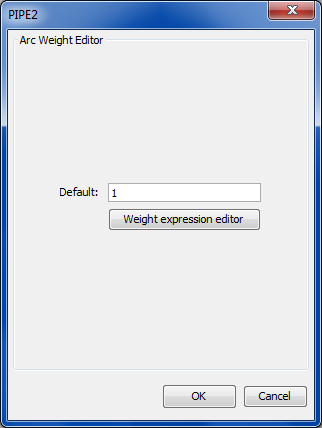 PIPE2
Arc Weight Editor
Default: 1
Weight expression editor
OK Cancel